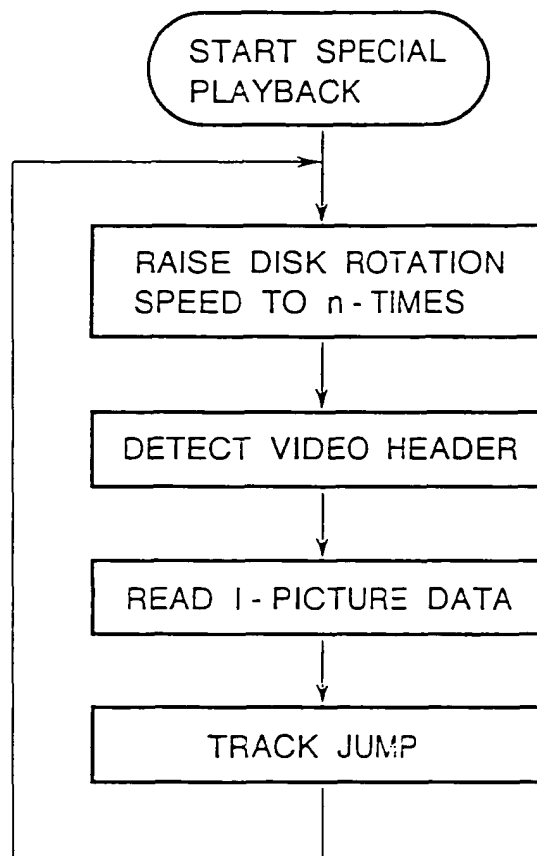 START SPECIAL
PLAYBACK
RAISE DISK ROTATION
SPEED TO n-TIMES
DETECT VIDEO HEADER
READ I-PICTURE DATA
TRACK JUMP